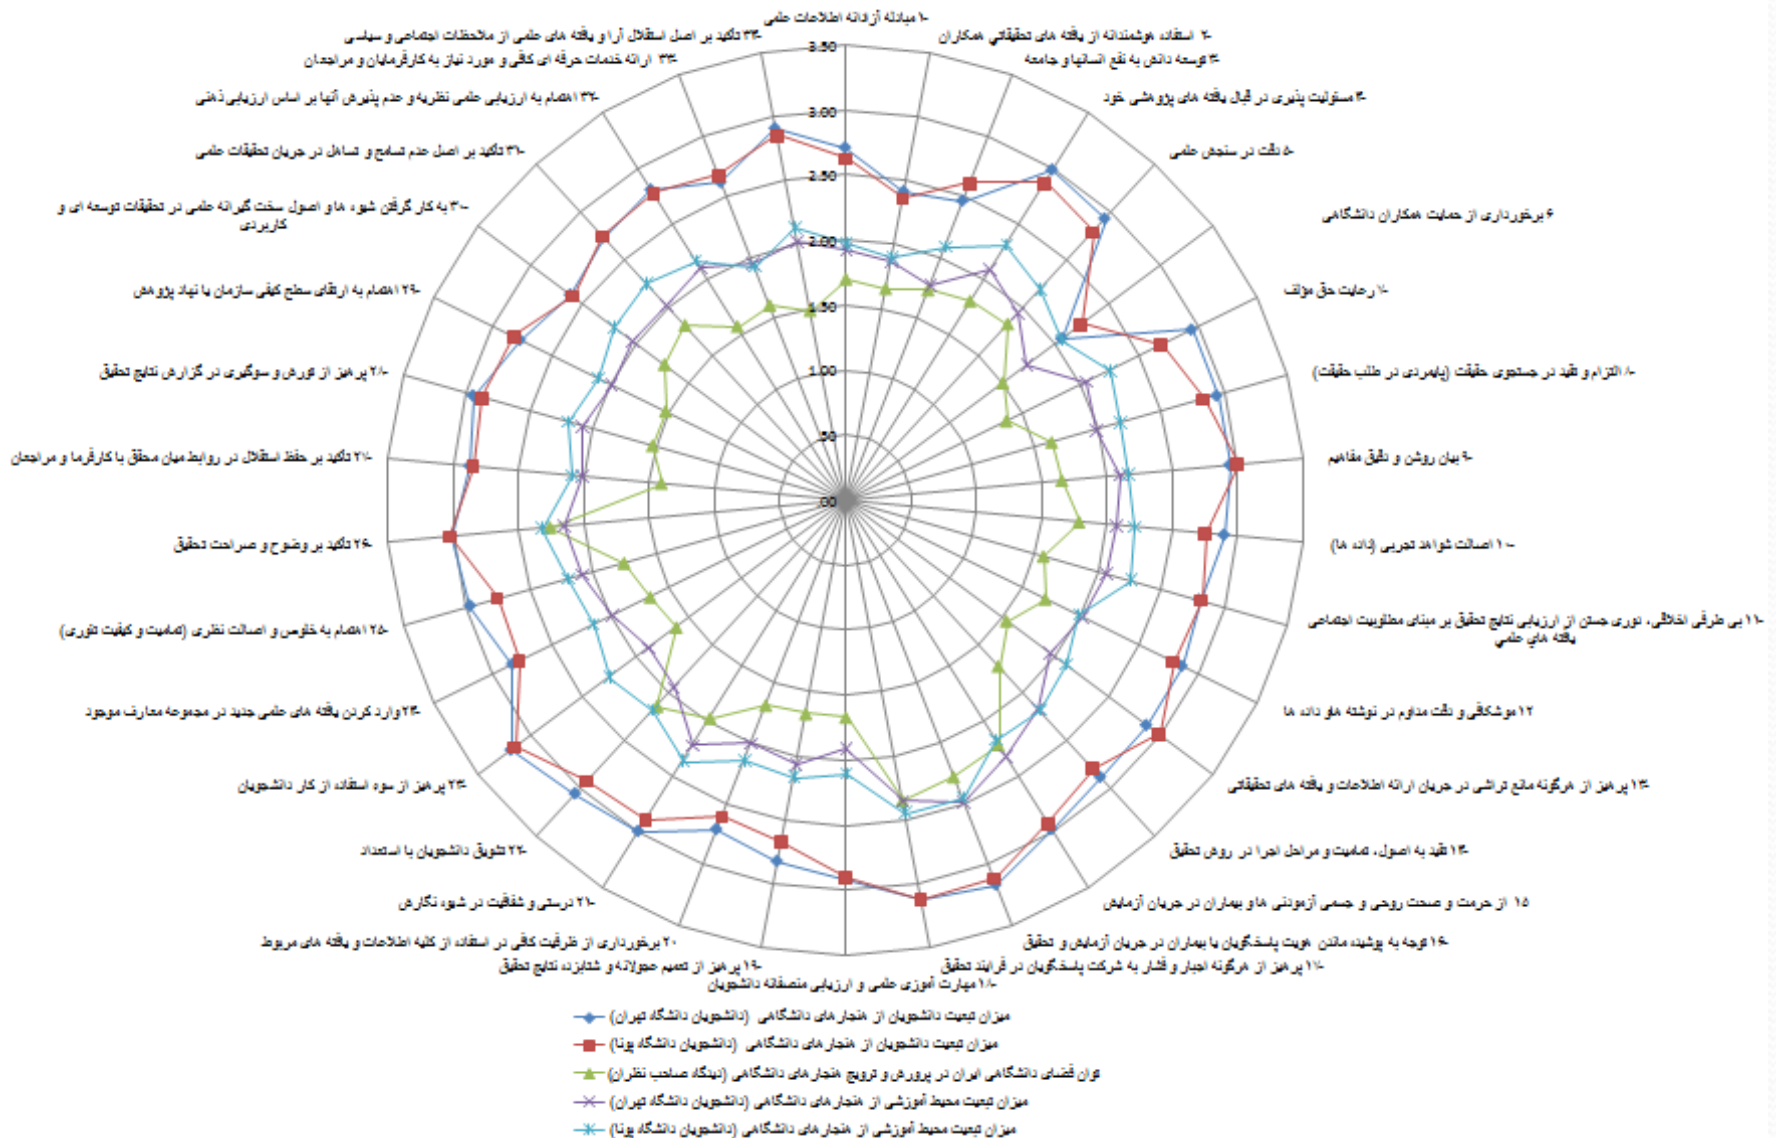 -۱ مبادله آزادانه اطلاعات علمی
-۲ استفاده هوشمندانه از یافته های تحقیقاتي همکاران
-۳ توسعه دانش به نفع انسانها و جامعه
-۴ مسئولیت پذیری در قبال یافته های پژوهشی خود
-۵ دقت در سنجش علمی
۶ برخورداری از حمایت همکاران دانشگاهی
-۷ رعایت حق مؤلف
-۸ التزام و تقید در جستجوی حقیقت (پایمردی در طلب حقیقت)
-۹ بیان روشن و دقیق مفاهیم
-۱۰ اصالت شواهد تجربی (داده ها)
-۱۱ بی طرفی اخلاقی، دوری جستن از ارزیابی نتایج تحقیق بر مبنای مطلوبیت اجتماعی
یافته هاي علمي
۱۲ موشکافی و دقت مداوم در نوشته هاو داده ها
-۱۳ پرهیز از هرگونه مانع تراشی در جریان ارائه اطلاعات و یافته های تحقیقاتی
-۱۴ تقید به اصول، تمامیت و مراحل اجرا در روش تحقیق
۱۵ از حرمت و صحت روحی و جسمی آزمودنی ها و بیماران در جریان آزمایش
-۱۶ توجه به پوشیده ماندن هویت پاسخگویان یا بیماران در جریان آزمایش و تحقیق
-۱۷ پرهیز از هرگونه اجبار و فشار به شرکت پاسخگویان در فرایند تحقیق
-۱۸ مهارت آموزی علمی و ارزیابی منصفانه دانشجویان
-۱۹ پرهیز از تعمیم عجولانه و شتابزده نتایج تحقیق
۲۰ برخورداری از ظرفیت کافی در استفاده از کلیه اطلاعات و یافته های مربوط
-۲۱ درستی و شفافیت در شیوه نگارش
-۲۲ تشویق دانشجویان با استعداد
-۲۳ پرهیز از سوء استفاده از کار دانشجویان
-۲۴ وارد کردن یافته های علمی جدید در مجموعه معارف موجود
-۲۵ اهتمام به خلوص و اصالت نظری (تمامیت و کیفیت تئوری)
-۲۶ تأکید بر وضوح و صراحت تحقیق
-۲۷ تأکید بر حفظ استقلال در روابط میان محقق با کارفرما و مراجعان
-۲۸ پرهیز از تورش و سوگیری در گزارش نتایج تحقیق
-۲۹ اهتمام به ارتقای سطح کیفی سازمان یا نهاد پژوهش
-۳۰ به کار گرفتن شیوه ها و اصول سخت گیرانه علمی در تحقیقات توسعه ای و
کاربردی
-۳۱ تأکید بر اصل عدم تسامح و تساهل در جریان تحقیقات علمی
-۳۲ اهتمام به ارزیابی علمی نظریه و عدم پذیرش آنها بر اساس ارزیابی ذهنی
-۳۳ ارائه خدمات حرفه ای کافی و مورد نیاز به کارفرمایان و مراجعان
-۳۴ تأکید بر اصل استقلال آرا و یافته های علمی از ملاحظات اجتماعی و سیاسی
3.50
3.00
2.50
2.00
1.50
1.00
.50
.00
میزان تبعیت دانشجویان از هنجارهای دانشگاهی (دانشجویان دانشگاه تهران)
میزان تبعیت دانشجویان از هنجارهای دانشگاهی (دانشجویان دانشگاه پونا)
توان فضای دانشگاهی ایران در پرورش و ترویج هنجارهای دانشگاهی (دیدگاه صاحب نظران)
میزان تبعیت محیط آموزشی از هنجارهای دانشگاهی (دانشجویان دانشگاه تهران)
میزان تبعیت محیط آموزشی از هنجارهای دانشگاهی (دانشجویان دانشگاه پونا)